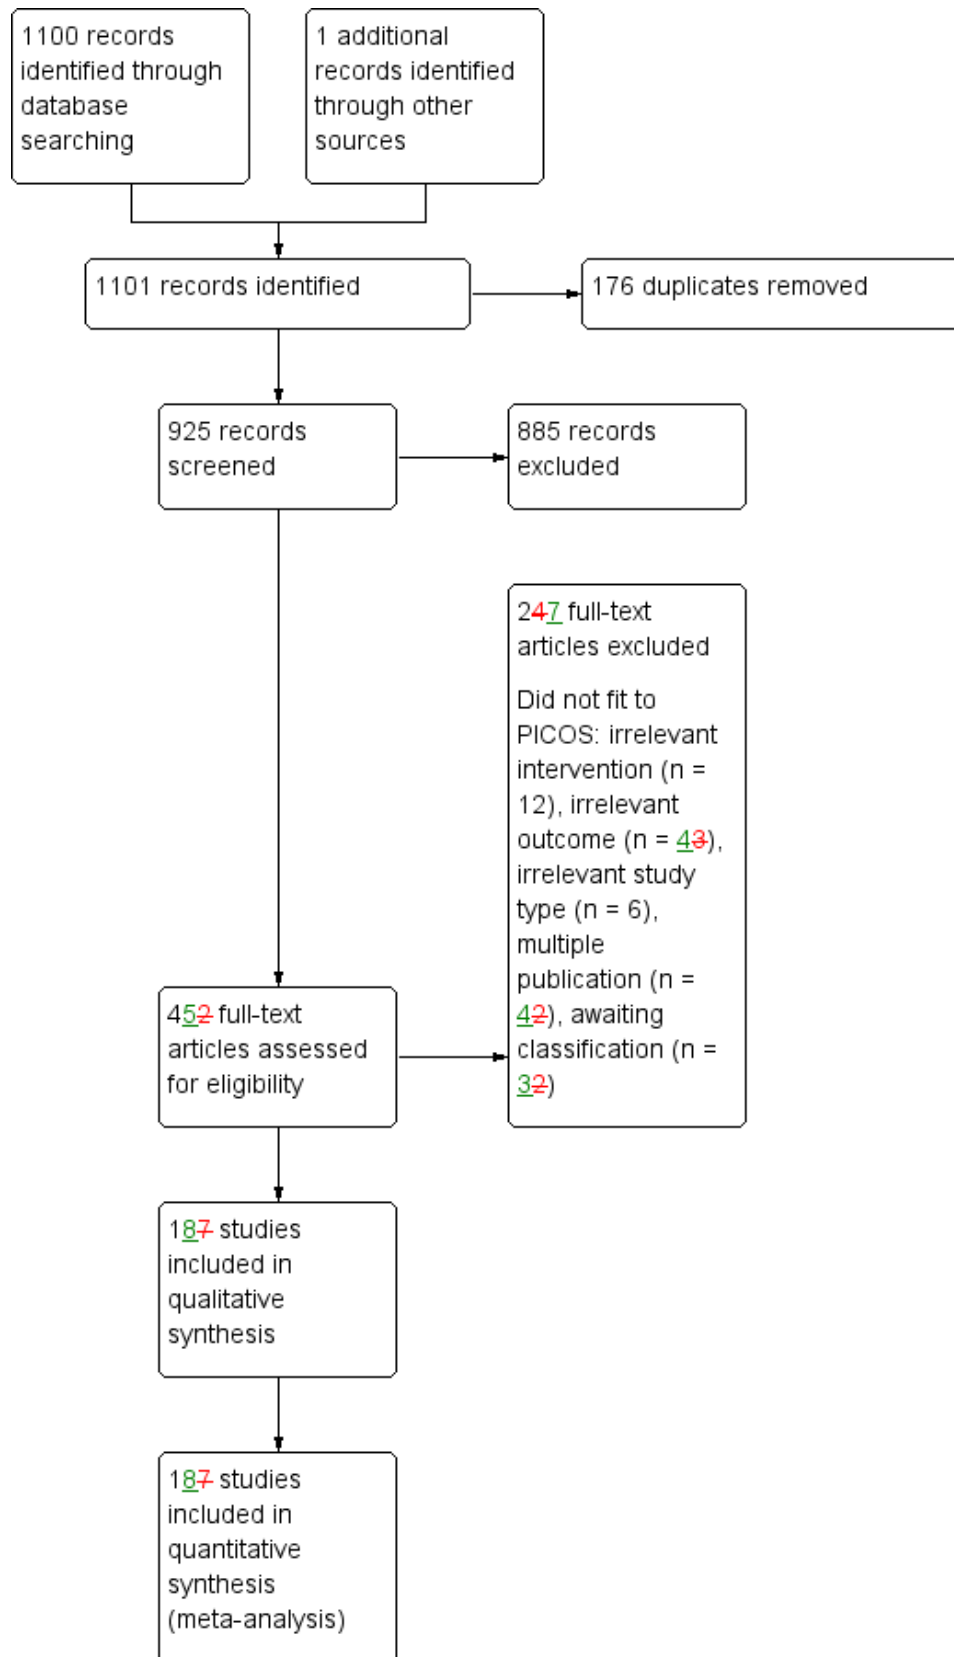 1100 records
identified through
database
searching
1 additional
records identified
through other
sources
1101 records identified
176 duplicates removed
925 records
screened
885 records
excluded
247 full-text
articles excluded
Did not fit to
PICOS: irrelevant
intervention (n =
12), irrelevant
outcome (n = 43),
irrelevant study
type (n = 6),
multiple
publication (n =
42), awaiting
classification (n =
32)
452 full-text
articles assessed
for eligibility
187 studies
included in
qualitative
synthesis
187 studies
included in
quantitative
synthesis
(meta-analysis)